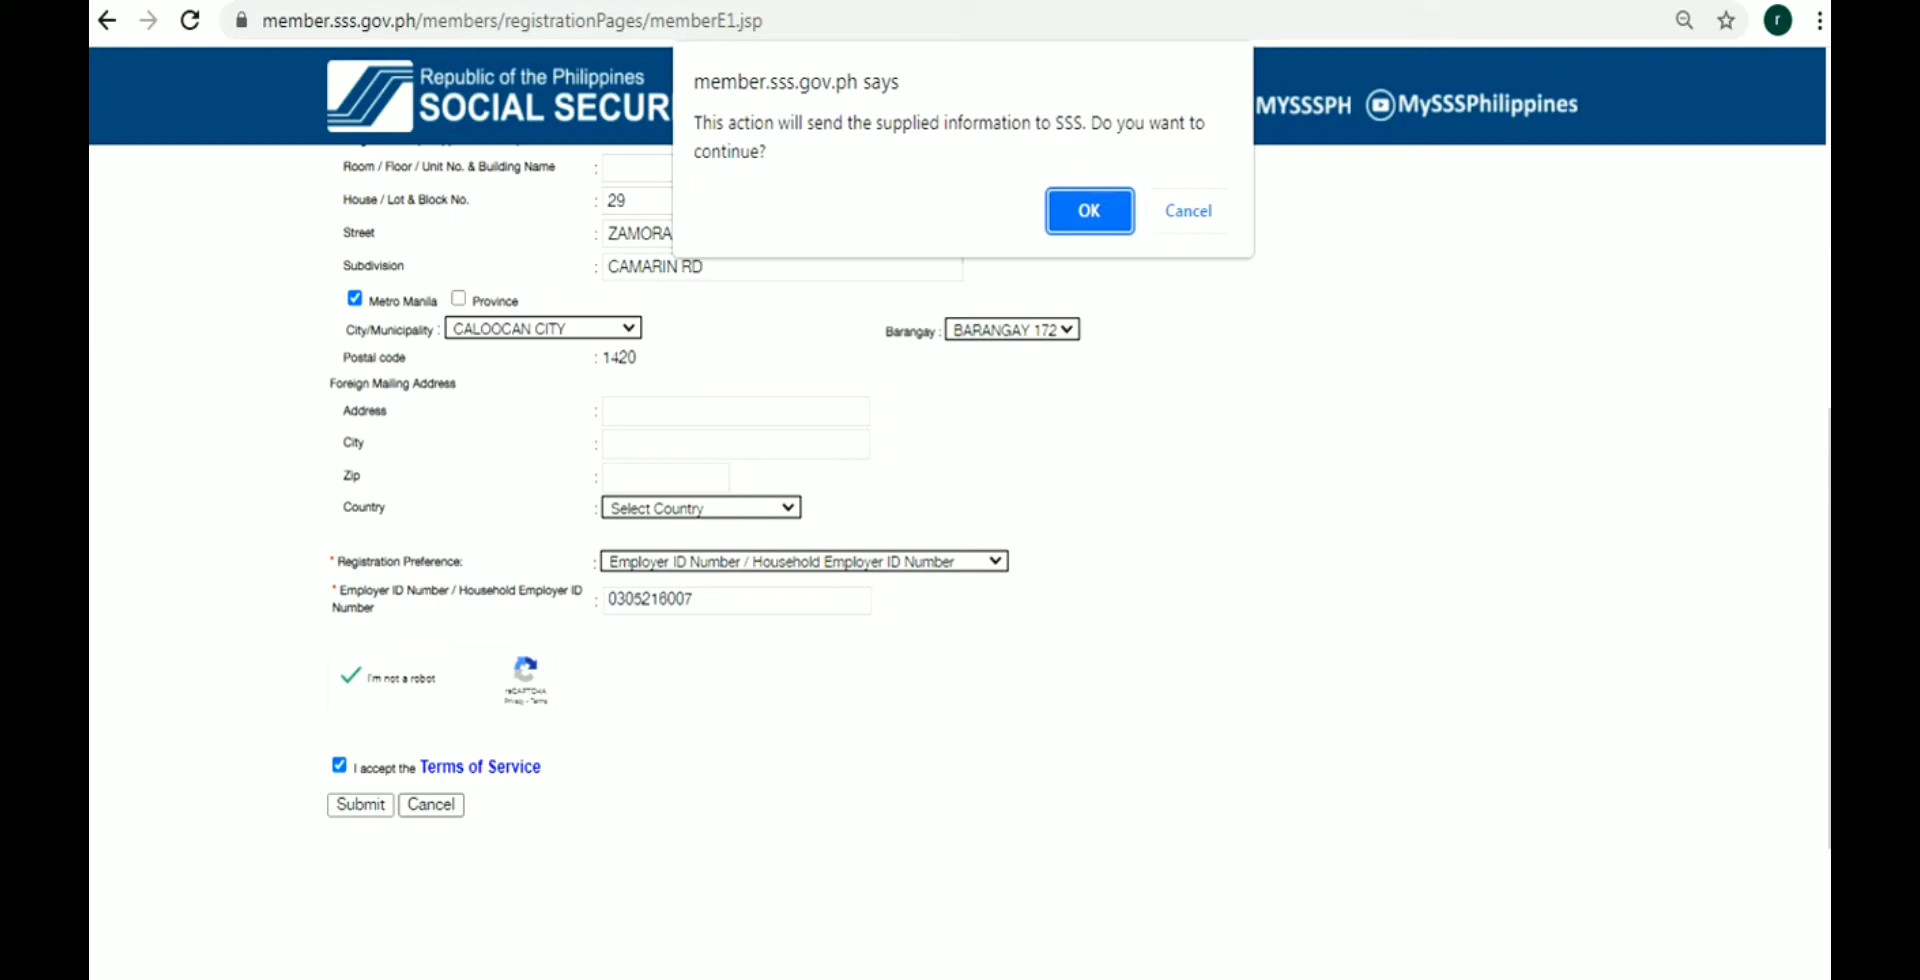 member.sss.gov.ph/members/registrationPages/memberE1.jsp
r
Republic of the Philippines
SOCIAL SECURI
MYSSSPH MySSSPhilippines
member.sss.gov.ph says
This action will send the supplied information to SSS. Do you want to
continue?
OK Cancel
Room / Floor / Unit No. & Building Name :
House / Lot & Block No. : 29
Street : ZAMORA
Subdivision : CAMARIN RD
Metro Manila Province
City/Municipality : CALOOCAN CITY Barangay : BARANGAY 172
Postal code : 1420
Foreign Mailing Address
Address :
City :
Zip :
Country : Select Country
* Registration Preference: : Employer ID Number / Household Employer ID Number
* Employer ID Number / Household Employer ID
Number : 0305216007
I'm not a robot
reCAPTCHA
Privacy - Terms
I accept the Terms of Service
Submit Cancel